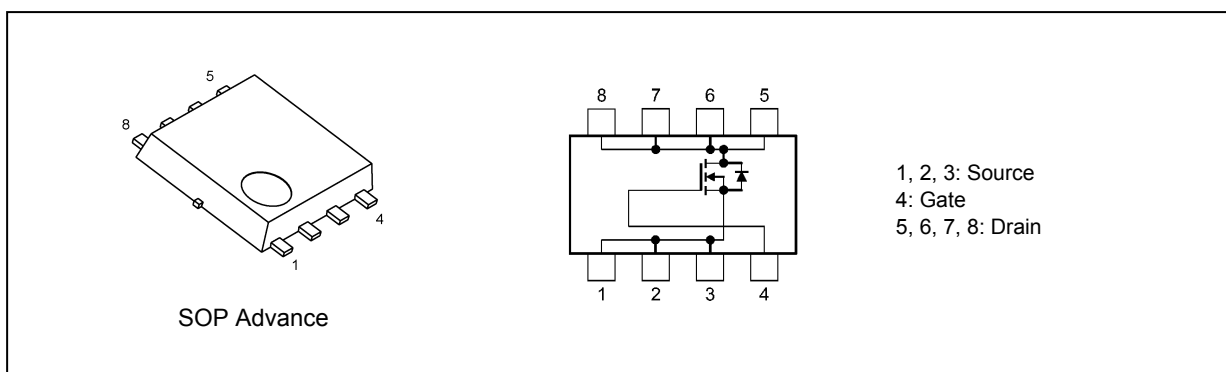 5
8
4
1
SOP Advance
8 7 6 5
1 2 3 4
1, 2, 3: Source
4: Gate
5, 6, 7, 8: Drain